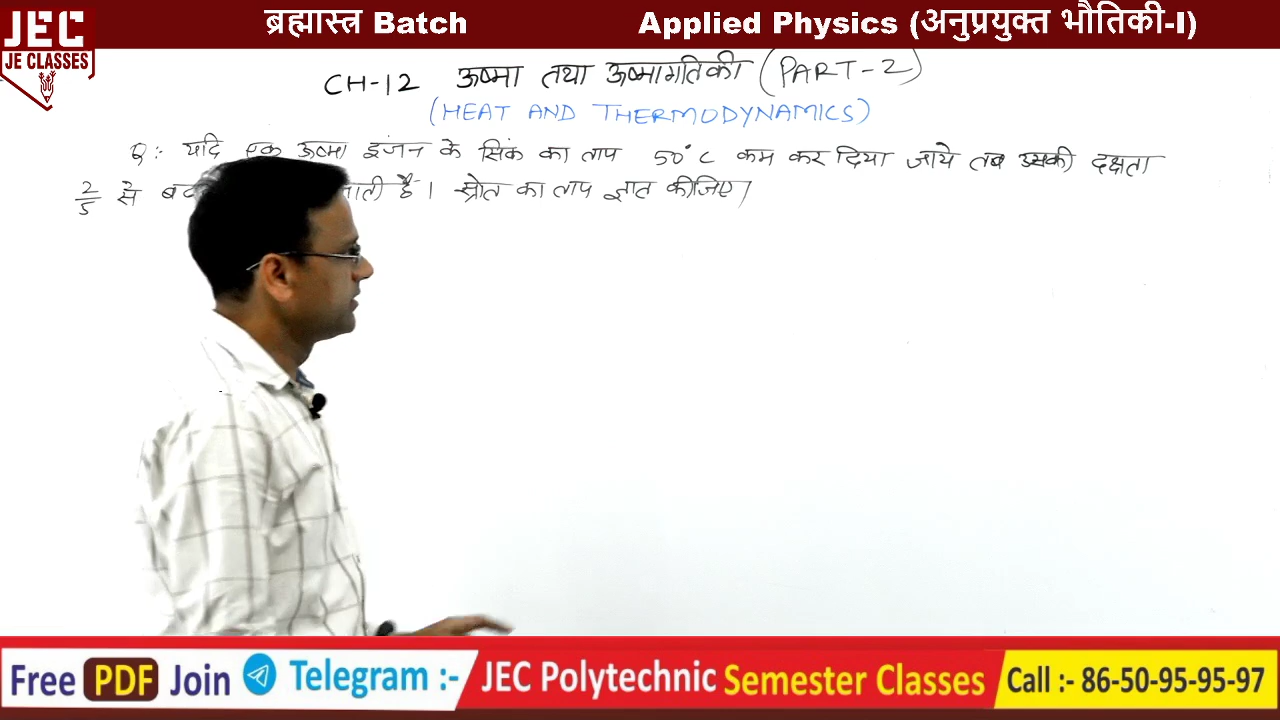 JEC
JE CLASSES
ब्रह्मास्त्र Batch
Applied Physics (अनुप्रयुक्त भौतिकी-I)
CH-12 ऊष्मा तथा ऊष्मागतिकी (PART-2)
(HEAT AND THERMODYNAMICS)
Q:- यदि एक ऊष्मा इंजन के सिंक का ताप 50°C कम कर दिया जाये तब उसकी दक्षता
2/5 से है। स्रोत का ताप ज्ञात कीजिए।
Free PDF Join Telegram :- JEC Polytechnic Semester Classes Call :- 86-50-95-95-97